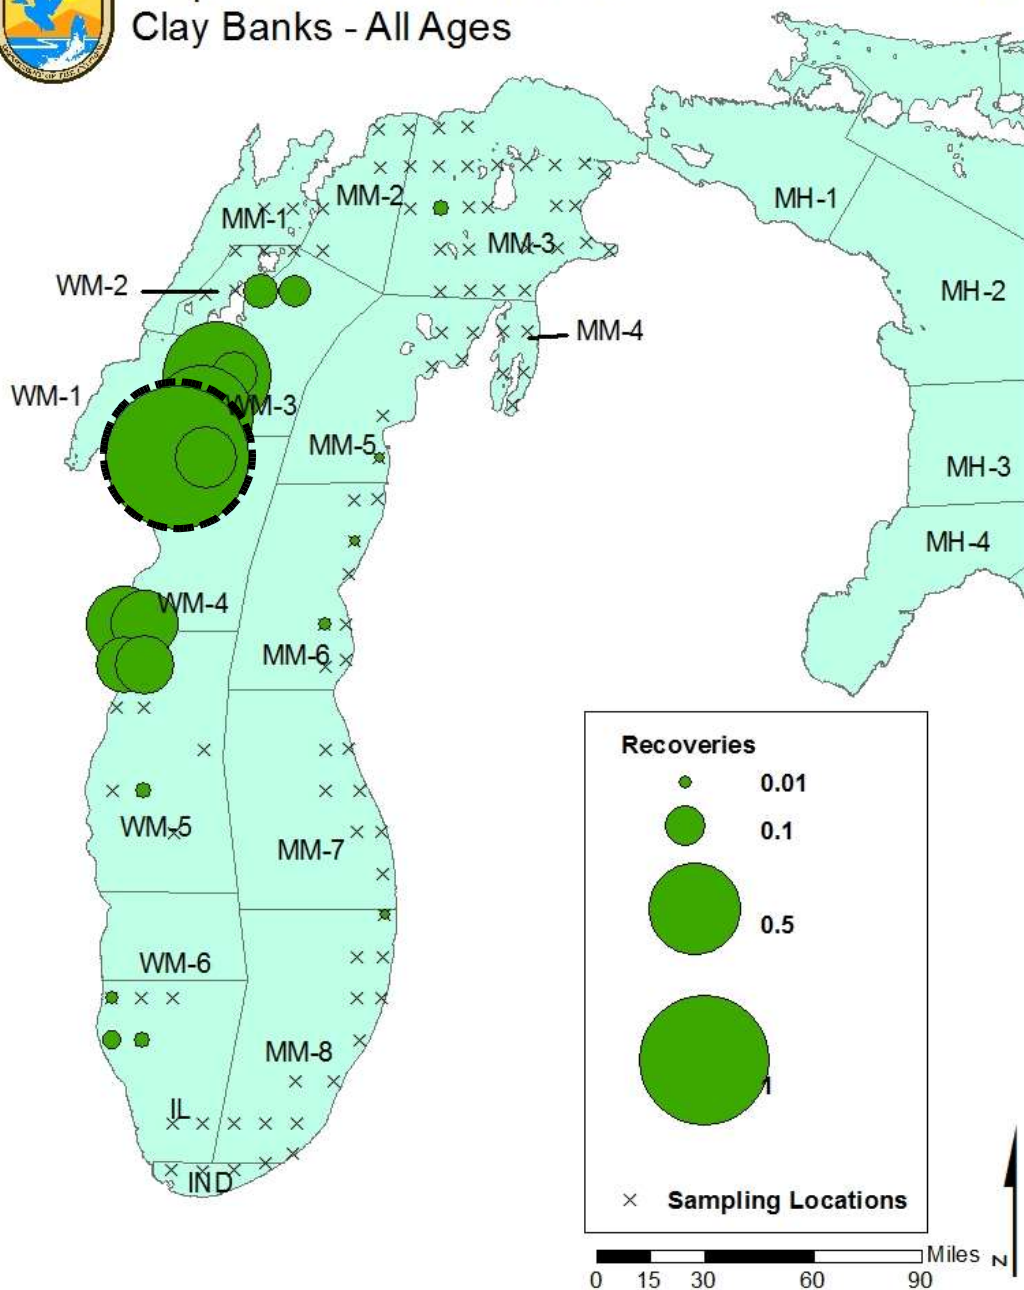 Clay Banks - All Ages
MM-2
MM-1
MH-1
MM-3
WM-2
MH-2
MM-4
WM-1
WM-3
MM-5
MH-3
MH-4
WM-4
MM-6
Recoveries
0.01
0.1
WM-5
MM-7
0.5
WM-6
MM-8
1
IL
IND
Sampling Locations
Miles
0 15 30 60 90
N